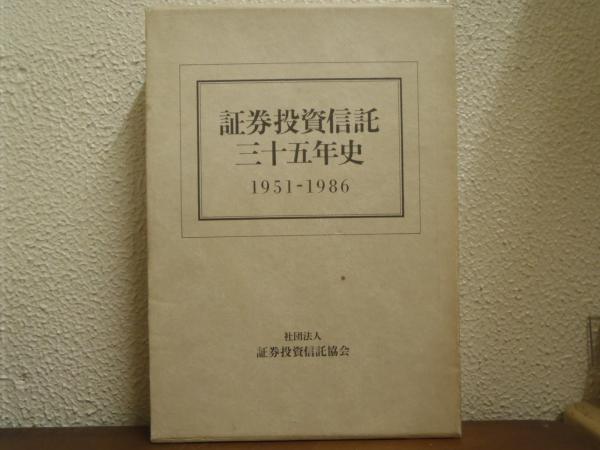 証券投資信託
三十五年史
1951-1986
社団法人
証券投資信託協会